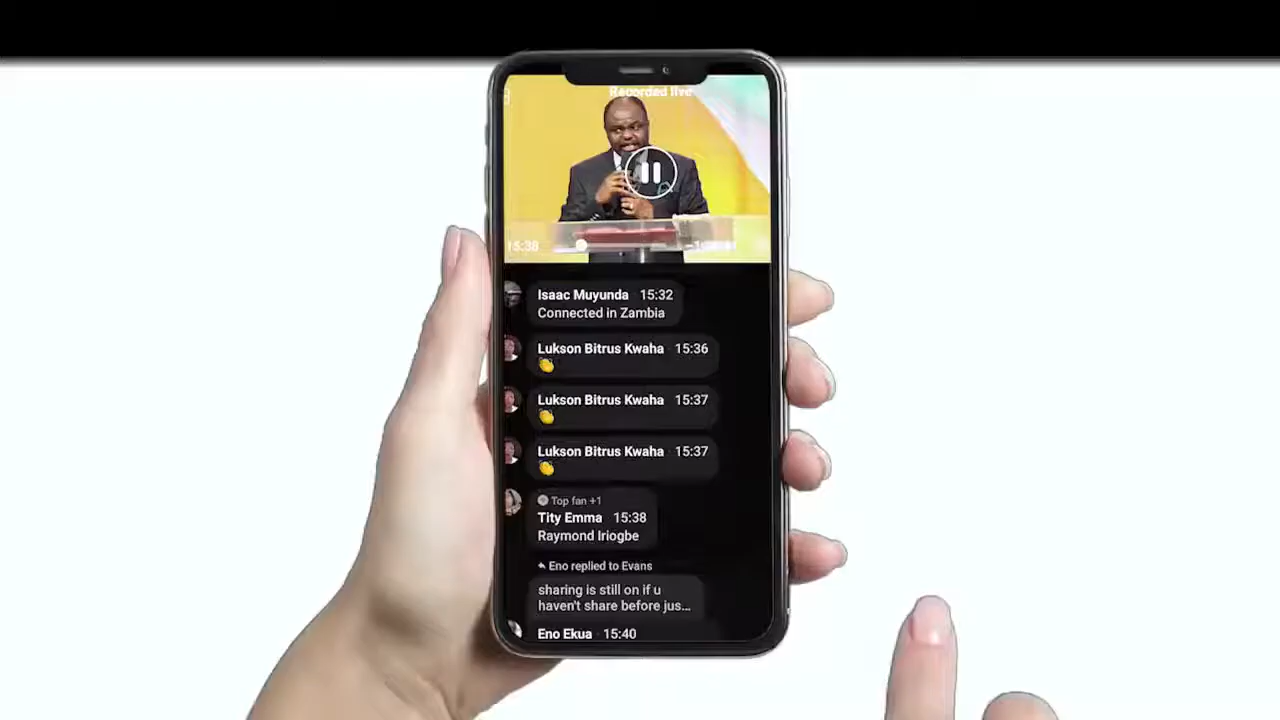 Recorded live
15:38
Isaac Muyunda 15:32
Connected in Zambia
Lukson Bitrus Kwaha 15:36
Lukson Bitrus Kwaha · 15:37
Lukson Bitrus Kwaha · 15:37
Top fan +1
Tity Emma 15:38
Raymond Iriogbe
Eno replied to Evans
sharing is still on if u
haven't share before jus...
Eno Ekua · 15:40